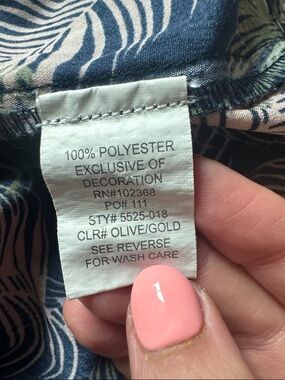 100% POLYESTER
EXCLUSIVE OF
DECORATION
RN#102368
PO# 111
STY# 5525-018
CLR# OLIVE/GOLD
SEE REVERSE
FOR WASH CARE